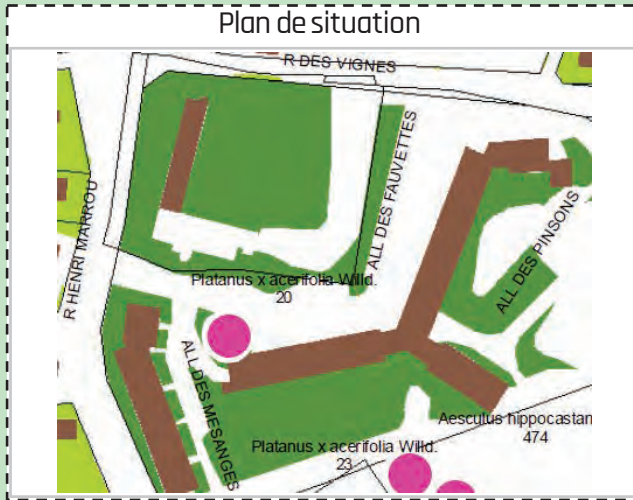 Plan de situation
R DES VIGNES
ALL DES FAUVETTES
R HENRI MARROU
ALL DES PINSONS
Platanus x acerifolia Willd.
20
ALL DES MESANGES
Aesculus hippocastan
474
Platanus x acerifolia Willd.
23